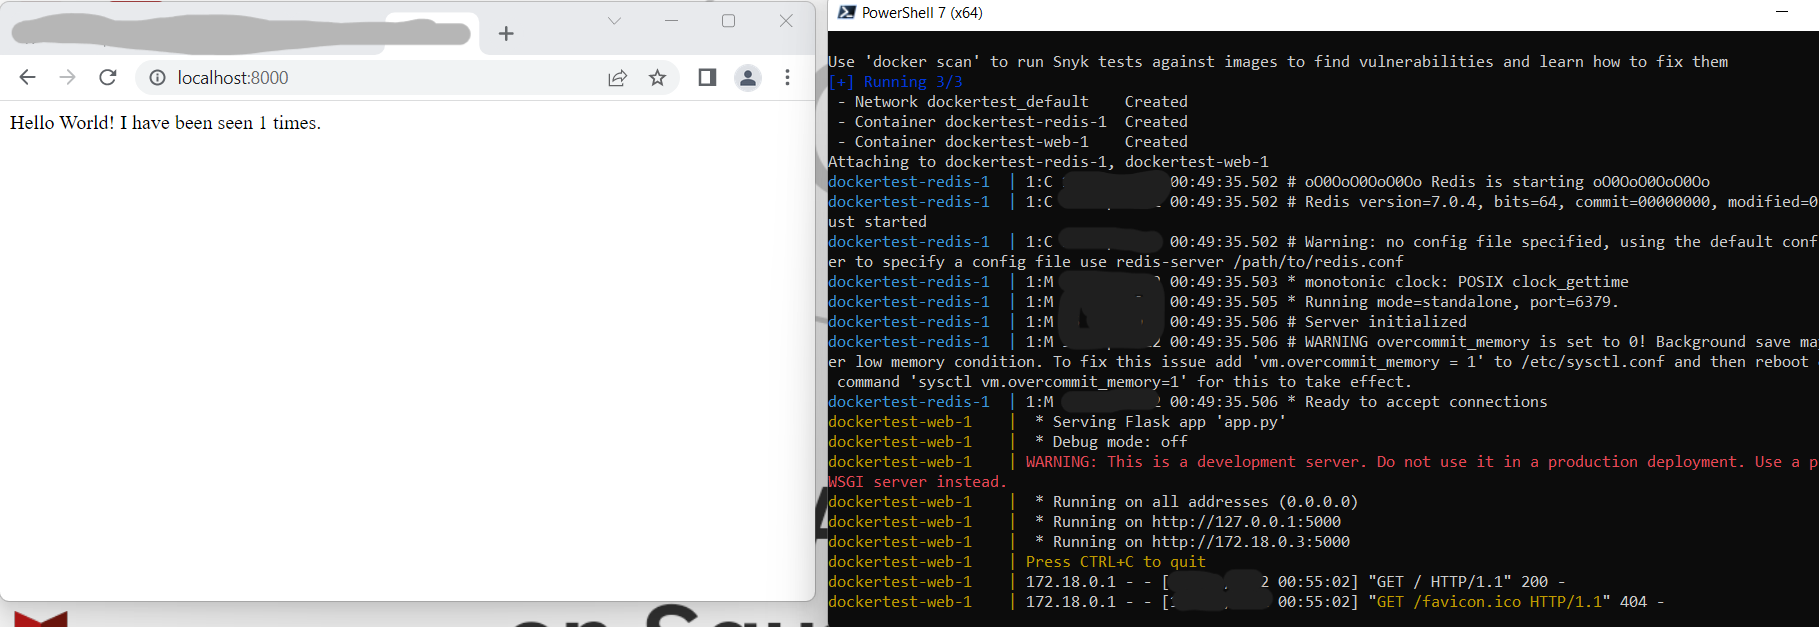 localhost:8000
Hello World! I have been seen 1 times.
PowerShell 7 (x64)
Use 'docker scan' to run Snyk tests against images to find vulnerabilities and learn how to fix them
[+] Running 3/3
- Network dockertest_default Created
- Container dockertest-redis-1 Created
- Container dockertest-web-1 Created
Attaching to dockertest-redis-1, dockertest-web-1
dockertest-redis-1 | 1:C 00:49:35.502 # oO0OoO0OoO0Oo Redis is starting oO0OoO0OoO0Oo
dockertest-redis-1 | 1:C 00:49:35.502 # Redis version=7.0.4, bits=64, commit=00000000, modified=0
ust started
dockertest-redis-1 | 1:C 00:49:35.502 # Warning: no config file specified, using the default conf
er to specify a config file use redis-server /path/to/redis.conf
dockertest-redis-1 | 1:M 00:49:35.503 * monotonic clock: POSIX clock_gettime
dockertest-redis-1 | 1:M 00:49:35.505 * Running mode=standalone, port=6379.
dockertest-redis-1 | 1:M 00:49:35.506 # Server initialized
dockertest-redis-1 | 1:M 00:49:35.506 # WARNING overcommit_memory is set to 0! Background save ma
er low memory condition. To fix this issue add 'vm.overcommit_memory = 1' to /etc/sysctl.conf and then reboot
command 'sysctl vm.overcommit_memory=1' for this to take effect.
dockertest-redis-1 | 1:M 00:49:35.506 * Ready to accept connections
dockertest-web-1 | * Serving Flask app 'app.py'
dockertest-web-1 | * Debug mode: off
dockertest-web-1 | WARNING: This is a development server. Do not use it in a production deployment. Use a p
WSGI server instead.
dockertest-web-1 | * Running on all addresses (0.0.0.0)
dockertest-web-1 | * Running on http://127.0.0.1:5000
dockertest-web-1 | * Running on http://172.18.0.3:5000
dockertest-web-1 | Press CTRL+C to quit
dockertest-web-1 | 172.18.0.1 - - [ 2 00:55:02] "GET / HTTP/1.1" 200 -
dockertest-web-1 | 172.18.0.1 - - [ 00:55:02] "GET /favicon.ico HTTP/1.1" 404 -